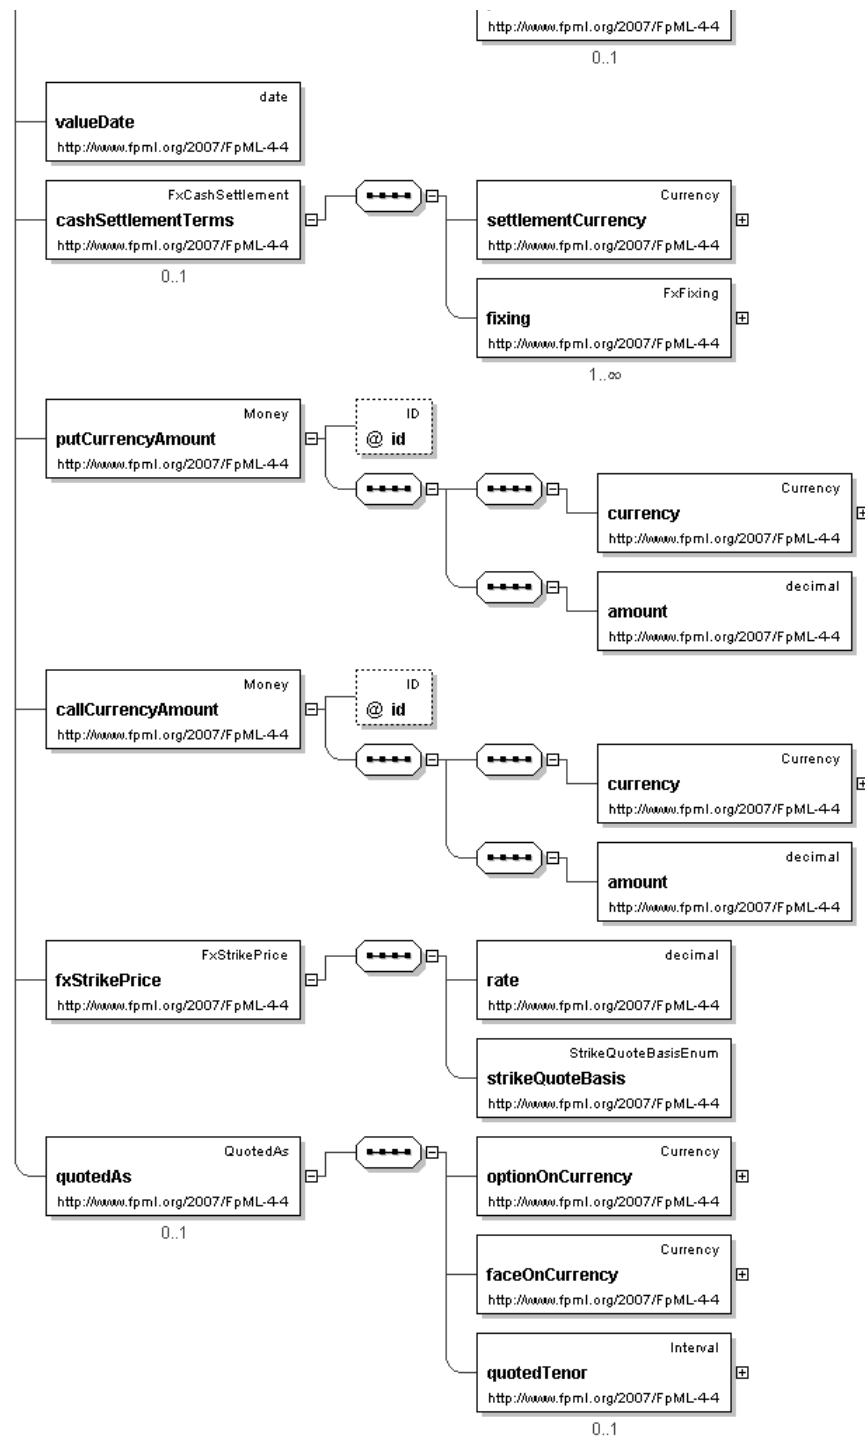 http://www.fpml.org/2007/FpML-4-4
0..1
date
valueDate
http://www.fpml.org/2007/FpML-4-4
FxCashSettlement
cashSettlementTerms
http://www.fpml.org/2007/FpML-4-4
0..1
Currency
settlementCurrency
http://www.fpml.org/2007/FpML-4-4
FxFixing
fixing
http://www.fpml.org/2007/FpML-4-4
1..∞
Money
putCurrencyAmount
http://www.fpml.org/2007/FpML-4-4
ID
@ id
Currency
currency
http://www.fpml.org/2007/FpML-4-4
decimal
amount
http://www.fpml.org/2007/FpML-4-4
Money
callCurrencyAmount
http://www.fpml.org/2007/FpML-4-4
ID
@ id
Currency
currency
http://www.fpml.org/2007/FpML-4-4
decimal
amount
http://www.fpml.org/2007/FpML-4-4
FxStrikePrice
fxStrikePrice
http://www.fpml.org/2007/FpML-4-4
decimal
rate
http://www.fpml.org/2007/FpML-4-4
StrikeQuoteBasisEnum
strikeQuoteBasis
http://www.fpml.org/2007/FpML-4-4
QuotedAs
quotedAs
http://www.fpml.org/2007/FpML-4-4
0..1
Currency
optionOnCurrency
http://www.fpml.org/2007/FpML-4-4
Currency
faceOnCurrency
http://www.fpml.org/2007/FpML-4-4
Interval
quotedTenor
http://www.fpml.org/2007/FpML-4-4
0..1